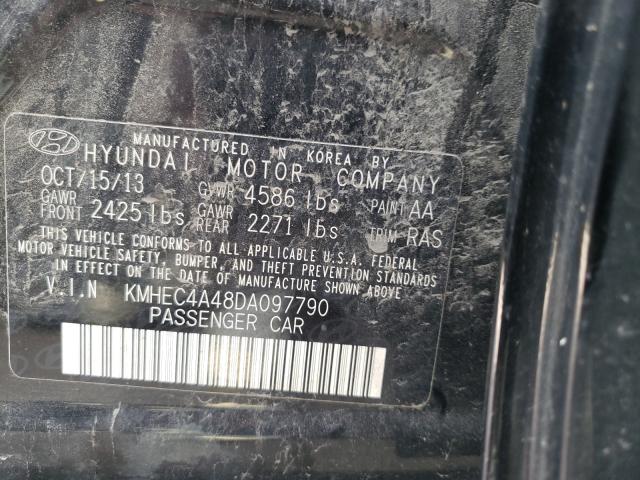 MANUFACTURED IN KOREA BY
HYUNDAI MOTOR COMPANY
OCT/15/13 GVWR 4586 lbs PAINT AA
GAWR FRONT 2425 lbs GAWR REAR 2271 lbs TRIM RAS
THIS VEHICLE CONFORMS TO ALL APPLICABLE U.S.A. FEDERAL
MOTOR VEHICLE SAFETY, BUMPER, AND THEFT PREVENTION STANDARDS
IN EFFECT ON THE DATE OF MANUFACTURE SHOWN ABOVE.
V.I.N KMHEC4A48DA097790
PASSENGER CAR